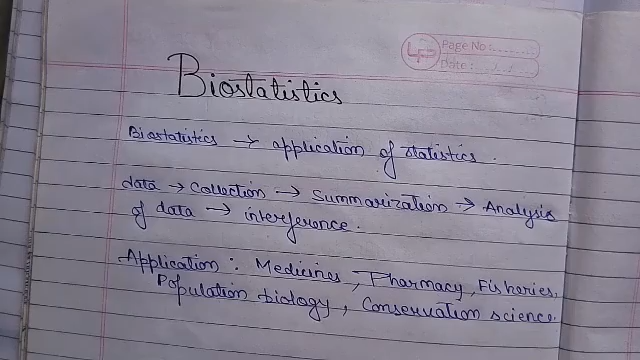 Page No:
Date:
Biostatistics
Biostatistics → application of statistics.
data → Collection → Summarization → Analysis
of data → interference.
Application: Medicines, Pharmacy, Fisheries,
Population biology, Conservation science.